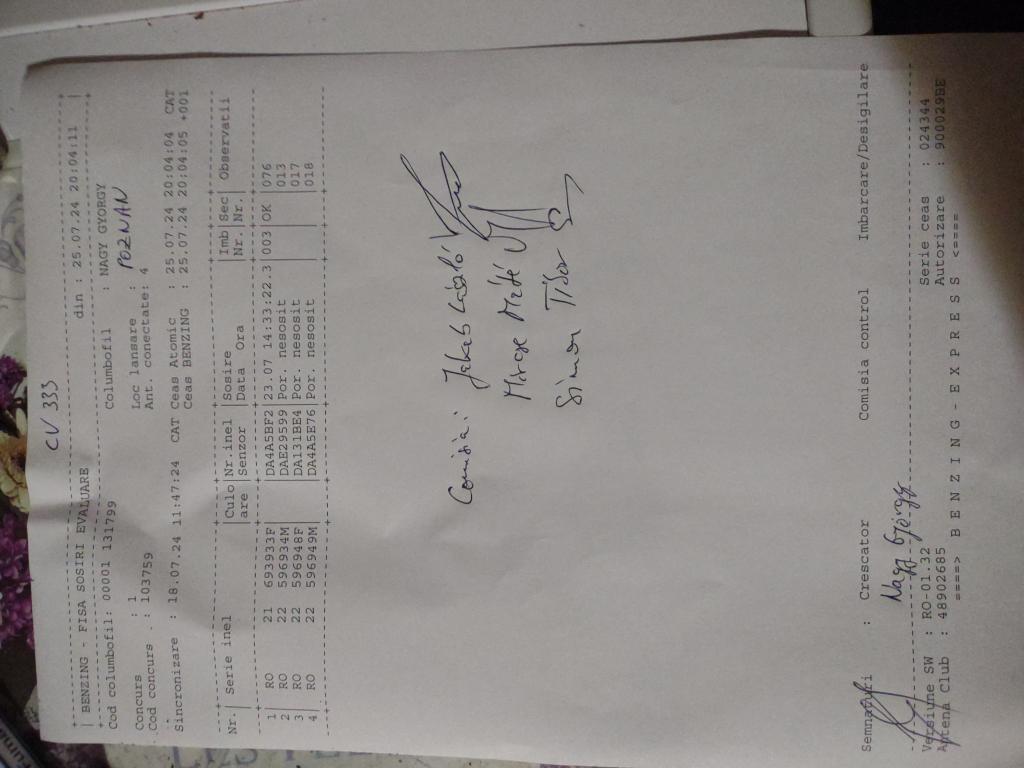 CV 333
| BENZING - FISA SOSIRI EVALUARE din : 25.07.24 20:04:11 |
Cod columbofil: 00001 131799 Columbofil : NAGY GYORGY
Concurs : 1 Loc lansare : POZNAN
Cod concurs : 103759 Ant. conectate: 4
Sincronizare : 18.07.24 11:47:24 CAT Ceas Atomic : 25.07.24 20:04:04 CAT
Ceas BENZING : 25.07.24 20:04:05 +001
Nr.| Serie inel |Culo|Nr.inel |Sosire |Imb|Sec| Observatii
|are |Senzor |Data Ora |Nr.|Nr.|
1| RO 21 693933F | |DA4A5BF2|23.07 14:33:22.3|003|OK |076
2| RO 22 596934M | |DAE29599|Por. nesosit | | |013
3| RO 22 596948F | |DA131BE4|Por. nesosit | | |017
4| RO 22 596949M | |DA4A5E76|Por. nesosit | | |018
Comisia: Jakab László
Máté
Simon Tibor
Semnaturi : Crescator Comisia control Imbarcare/Desigilare
Nagy György
Versiune SW : RO-01.32 Serie ceas : 024344
Antena Club : 48902685 Autorizare : 900029BE
====> B E N Z I N G - E X P R E S S <====